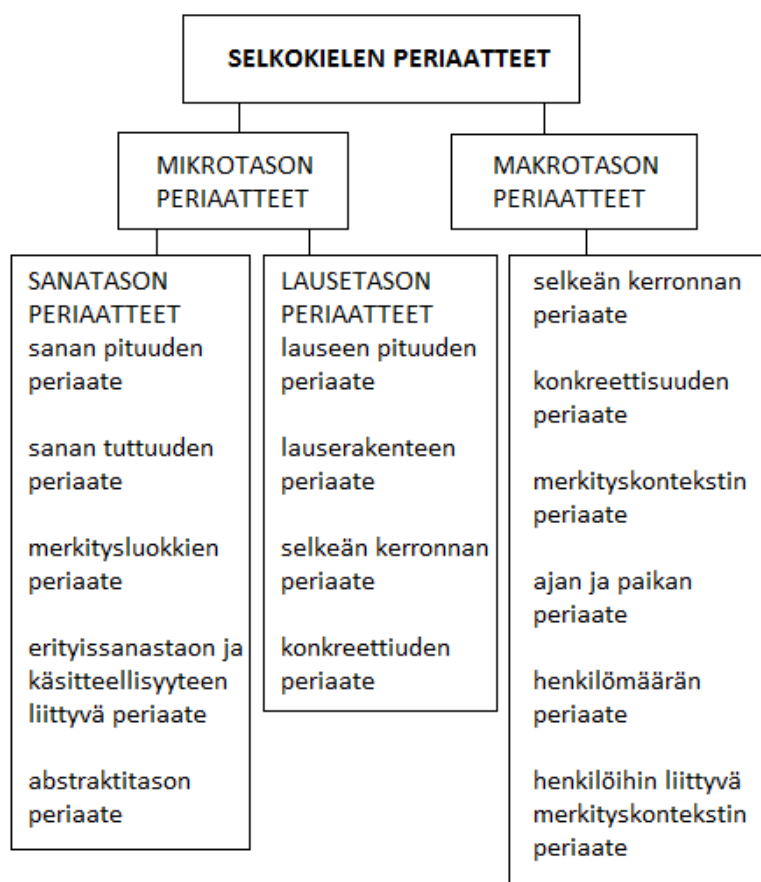 SELKOKIELEN PERIAATTEET
MIKROTASON
PERIAATTEET
MAKROTASON
PERIAATTEET
SANATASON
PERIAATTEET
sanan pituuden
periaate
sanan tuttuuden
periaate
merkitysluokkien
periaate
erityissanastaon ja
käsitteellisyyteen
liittyvä periaate
abstraktitason
periaate
LAUSETASON
PERIAATTEET
lauseen pituuden
periaate
lauserakenteen
periaate
selkeän kerronnan
periaate
konkreettiuden
periaate
selkeän kerronnan
periaate
konkreettisuuden
periaate
merkityskontekstin
periaate
ajan ja paikan
periaate
henkilömäärän
periaate
henkilöihin liittyvä
merkityskontekstin
periaate